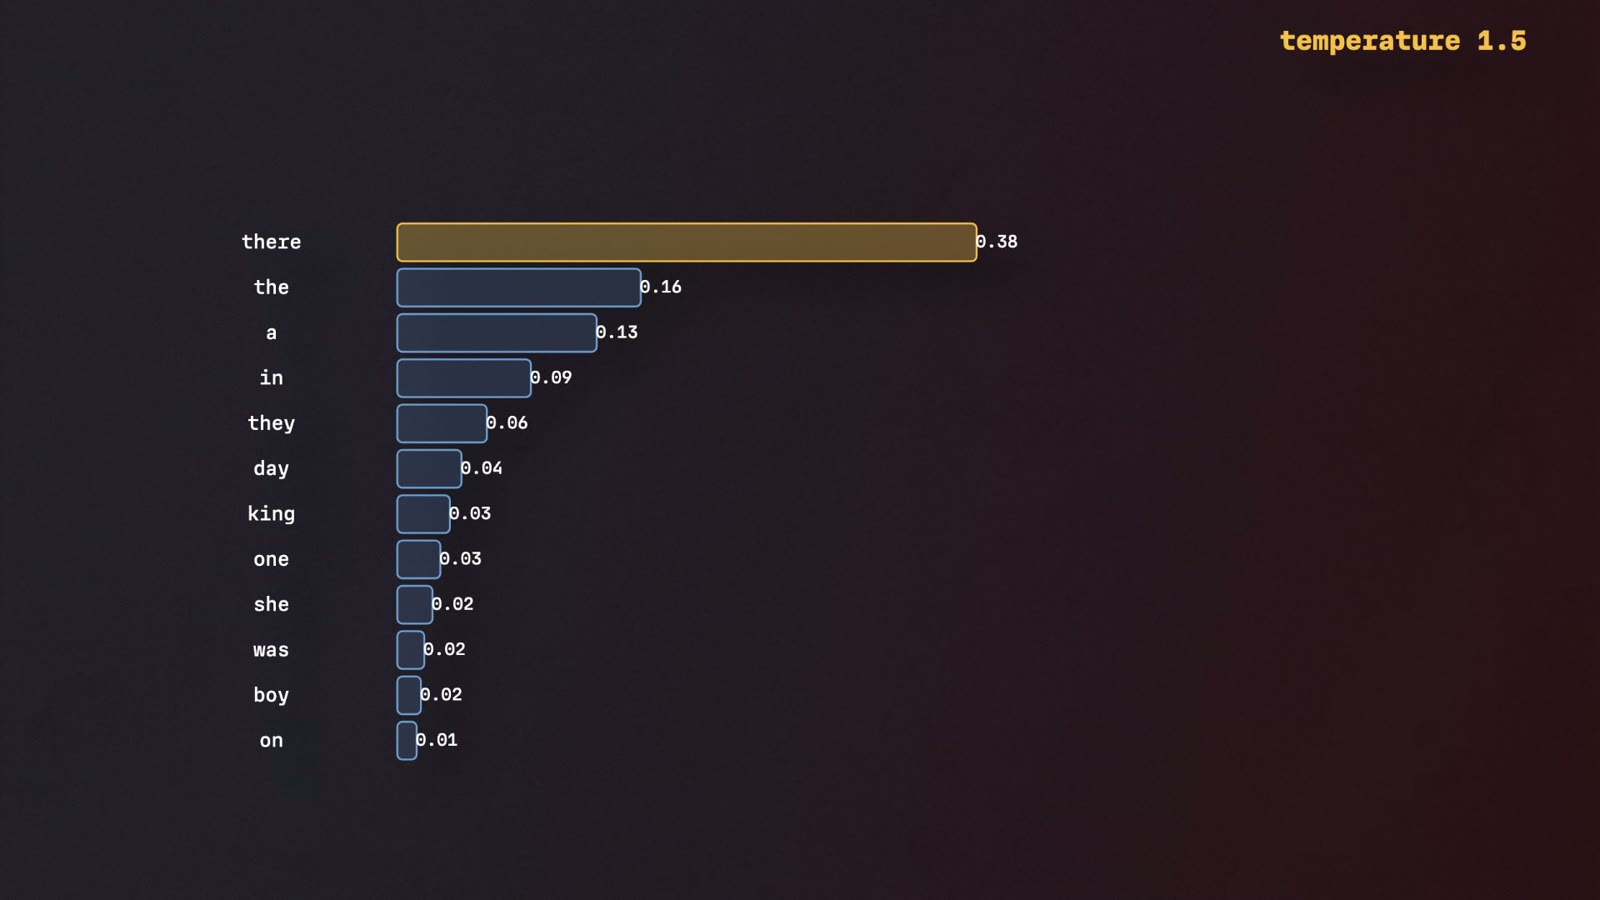 temperature 1.5
there 0.38
the 0.16
a 0.13
in 0.09
they 0.06
day 0.04
king 0.03
one 0.03
she 0.02
was 0.02
boy 0.02
on 0.01